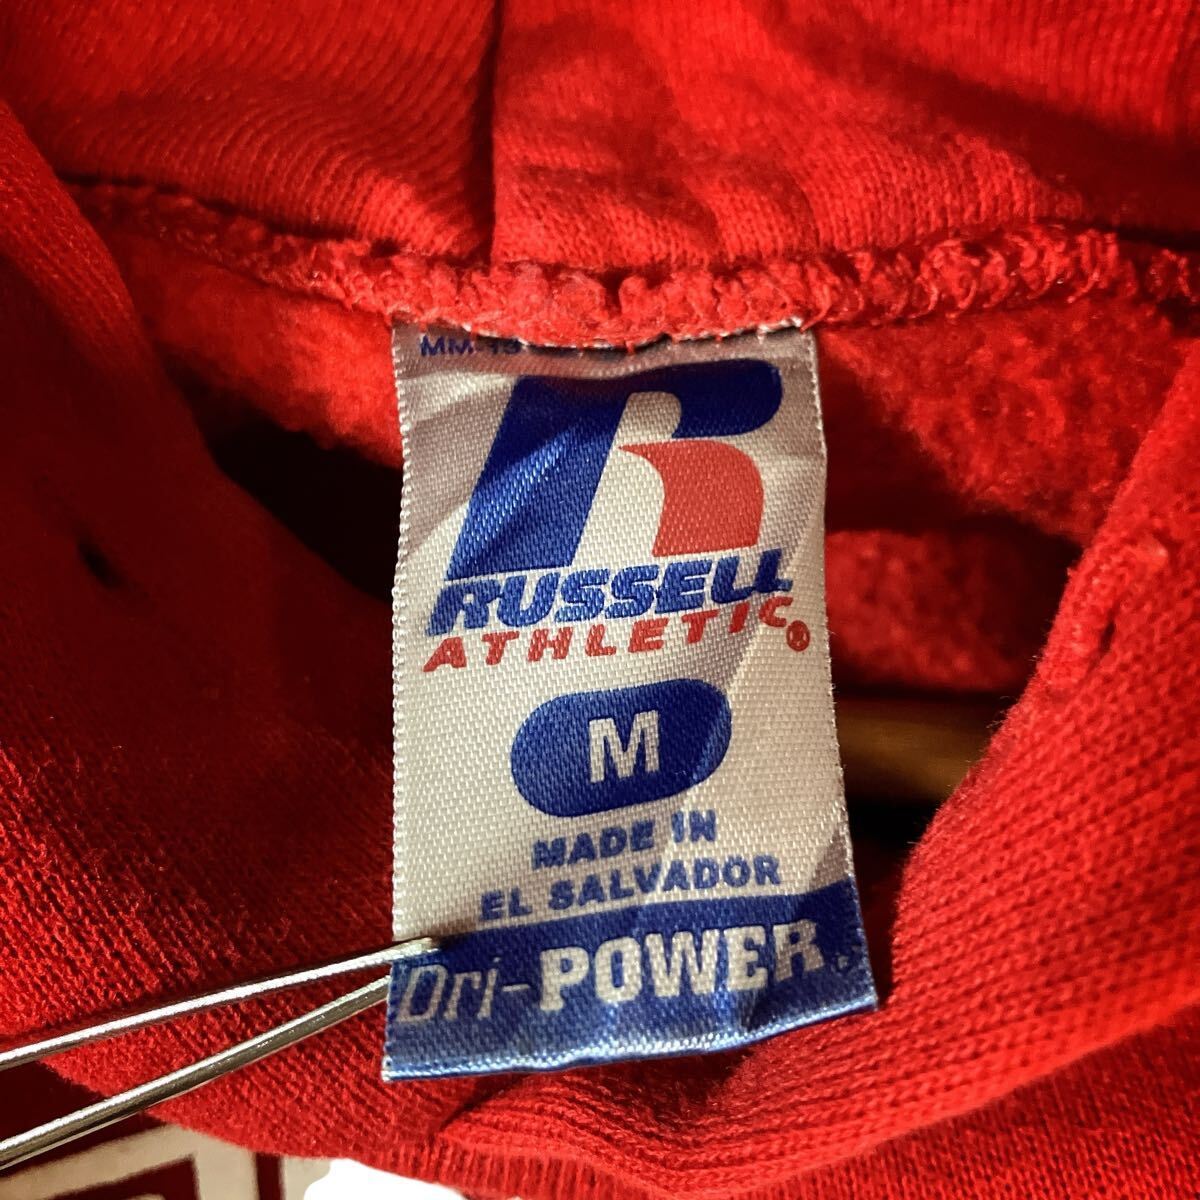 RUSSELL
ATHLETIC®
M
MADE IN
EL SALVADOR
Dri-POWER